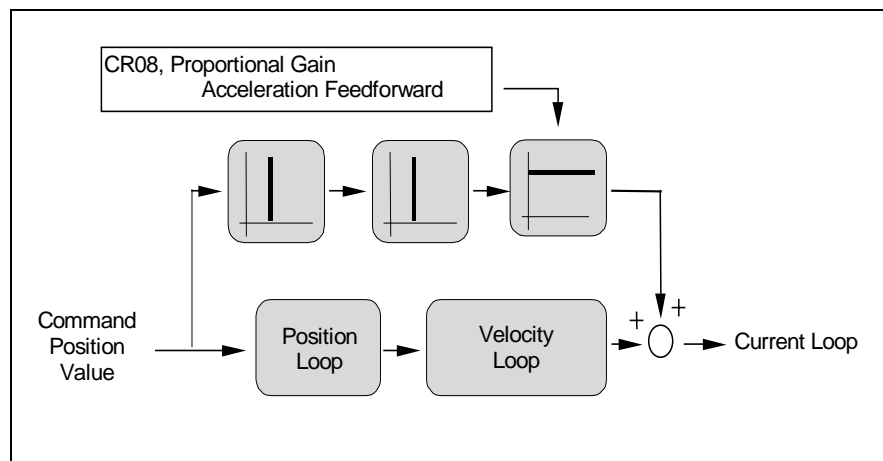 CR08, Proportional Gain
Acceleration Feedforward
Command
Position
Value
Position
Loop
Velocity
Loop
+
+
Current Loop